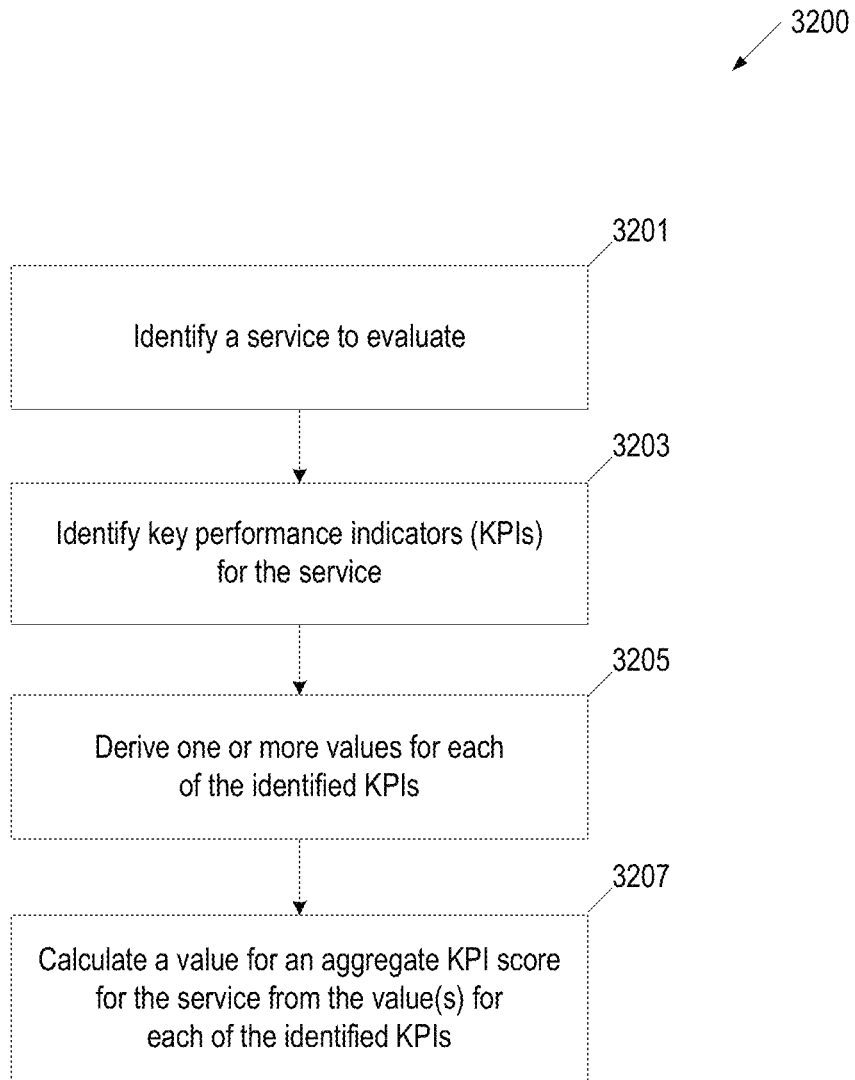 3200
3201
Identify a service to evaluate
3203
Identify key performance indicators (KPIs)
for the service
3205
Derive one or more values for each
of the identified KPIs
3207
Calculate a value for an aggregate KPI score
for the service from the value(s) for
each of the identified KPIs